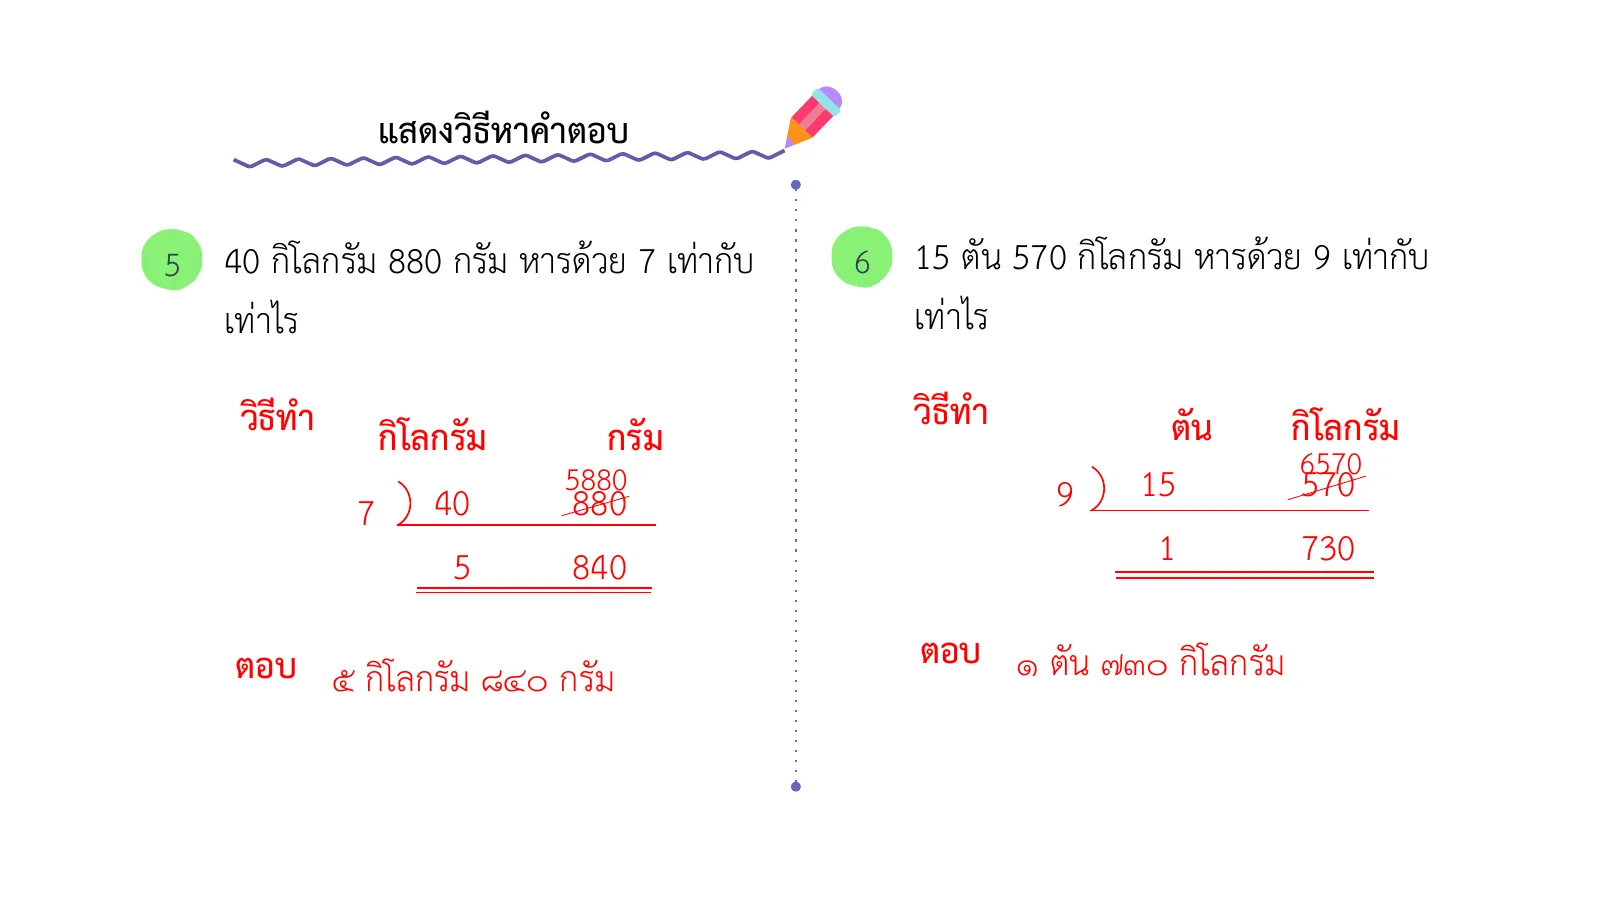 แสดงวิธีหาคำตอบ
5
40 กิโลกรัม 880 กรัม หารด้วย 7 เท่ากับ
เท่าไร
วิธีทำ
กิโลกรัม กรัม
5880
7 ) 40 880
5 840
ตอบ ๕ กิโลกรัม ๘๔๐ กรัม
6
15 ตัน 570 กิโลกรัม หารด้วย 9 เท่ากับ
เท่าไร
วิธีทำ
ตัน กิโลกรัม
6570
9 ) 15 570
1 730
ตอบ ๑ ตัน ๗๓๐ กิโลกรัม